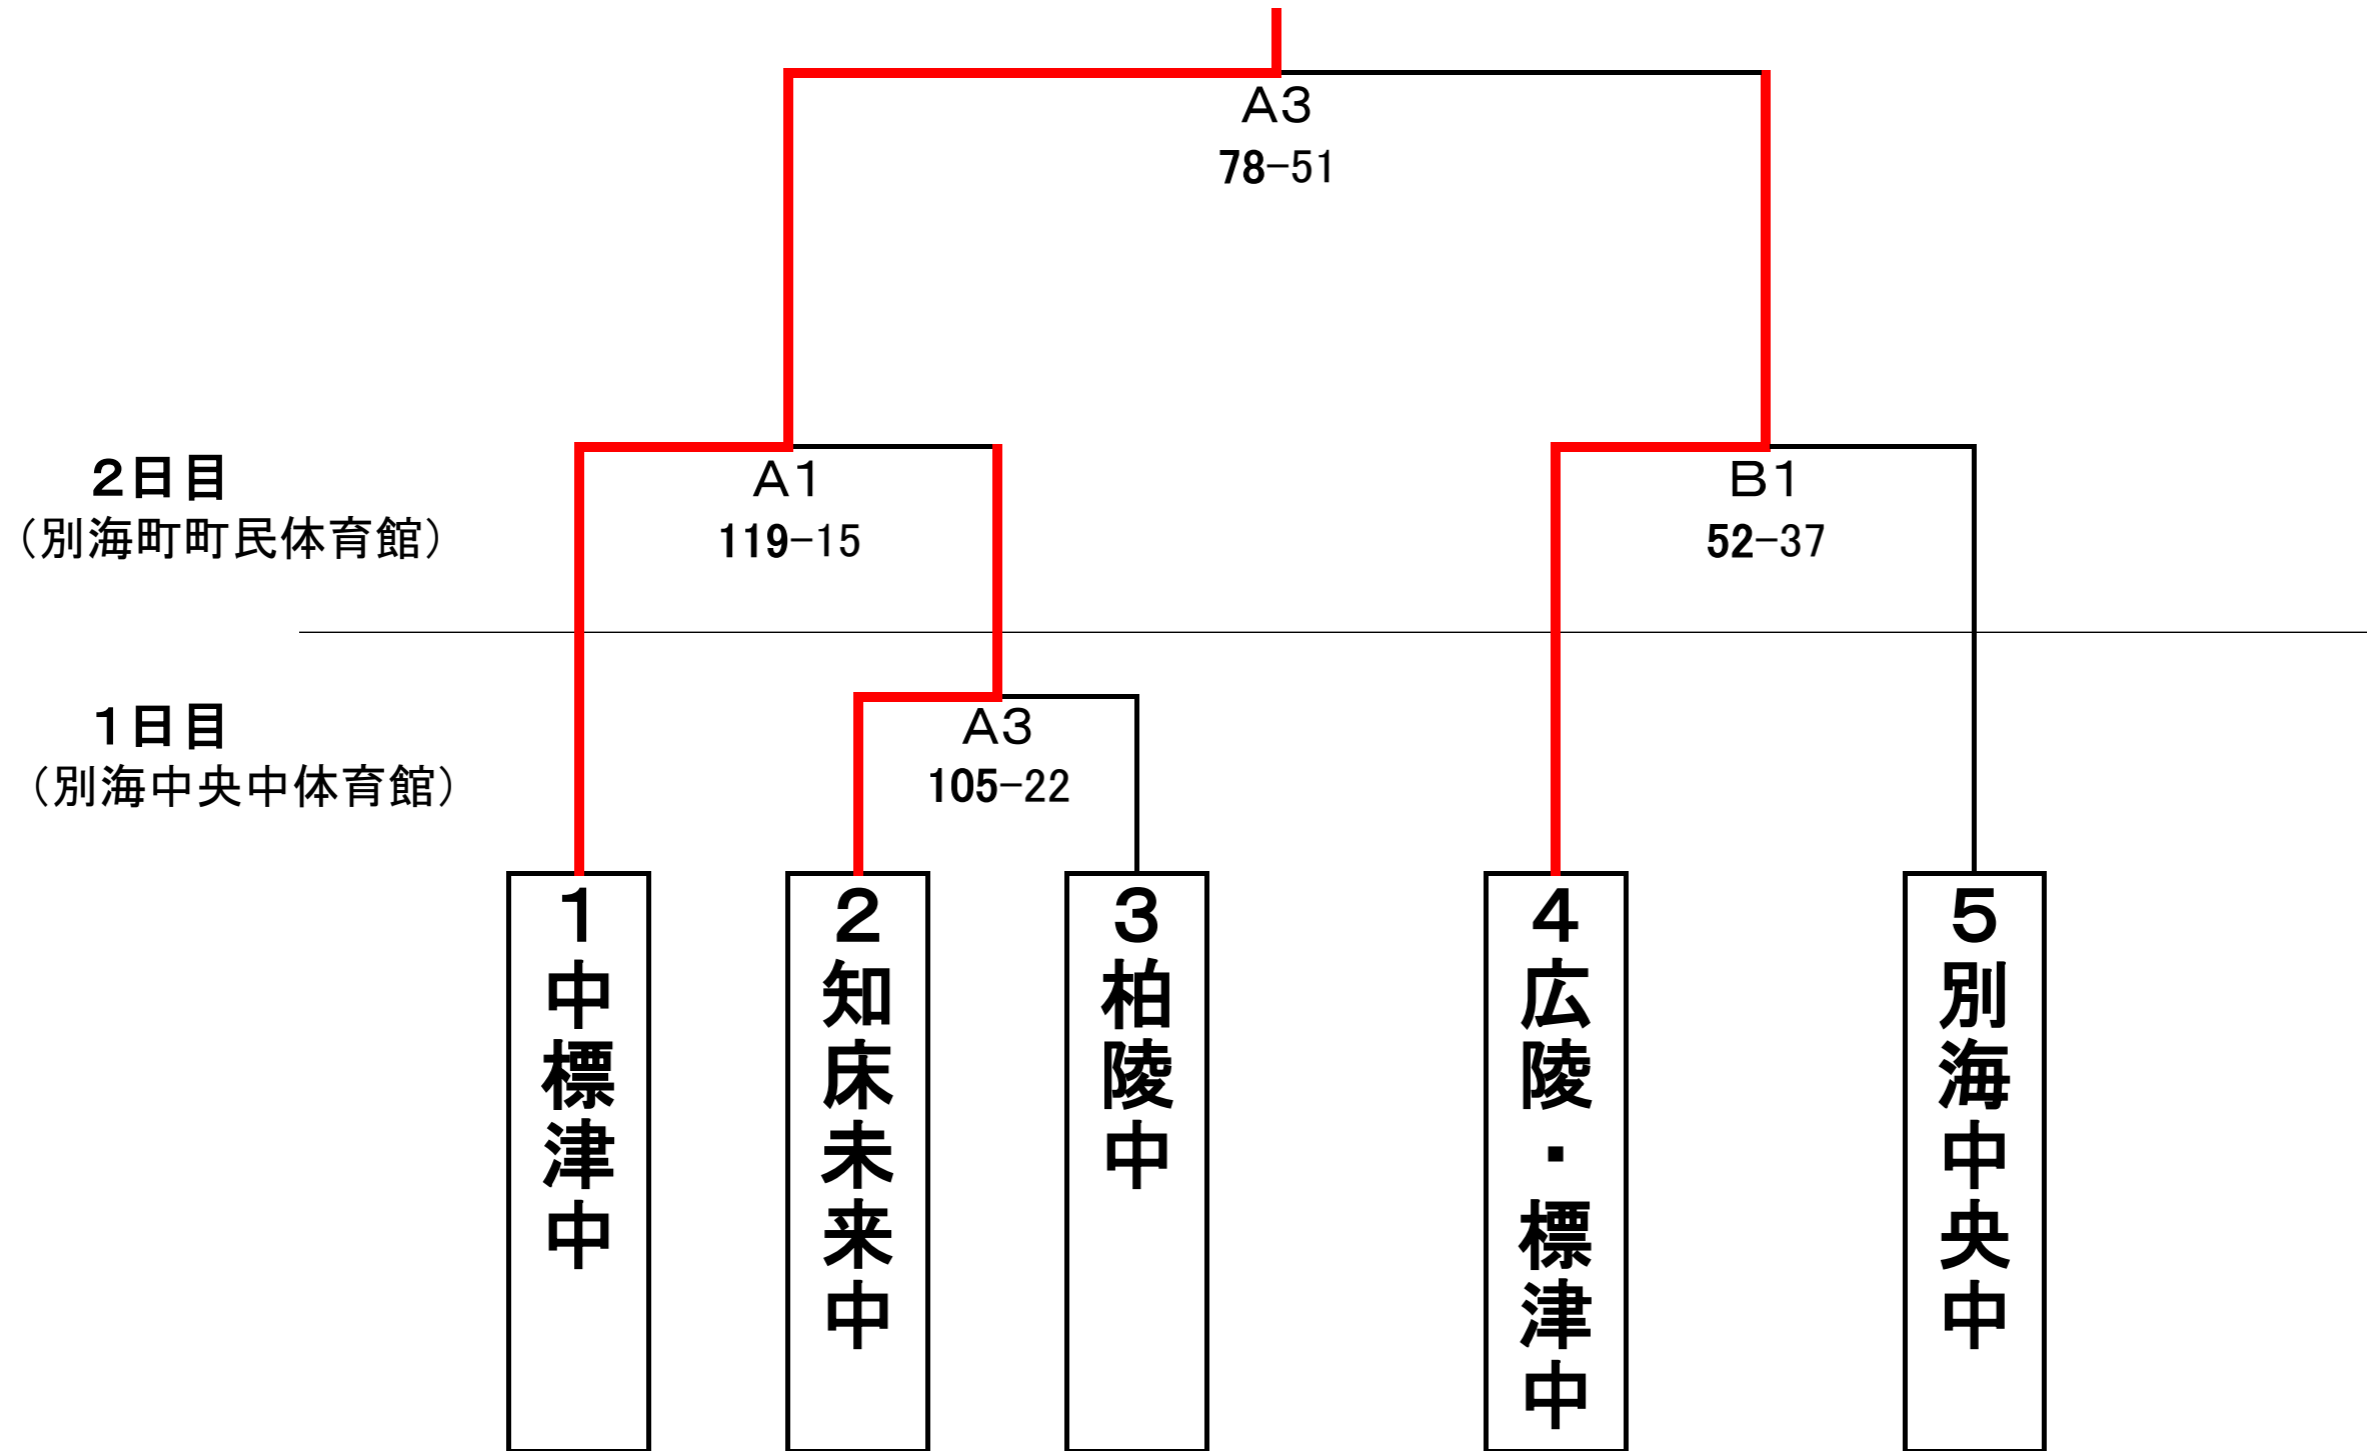 A3
78-51
2日目
(別海町町民体育館)
A1
119-15
B1
52-37
1日目
(別海中央中体育館)
A3
105-22
1中標津中
2知床未来中
3柏陵中
4広陵・標津中
5別海中央中